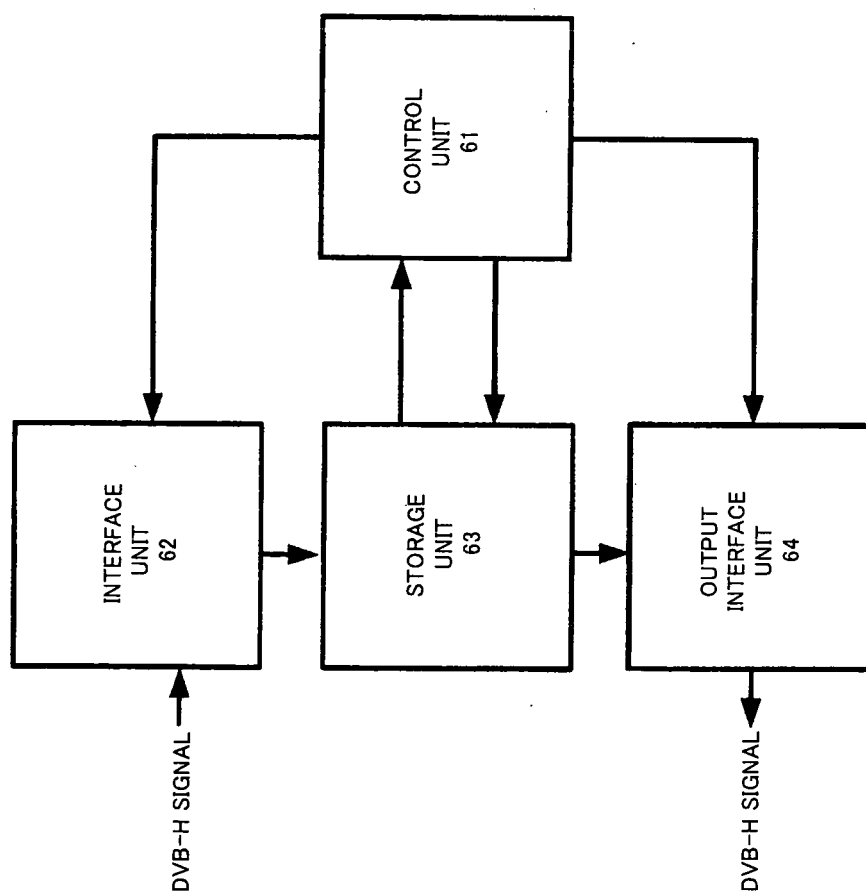 CONTROL
UNIT
61
INTERFACE
UNIT
62
STORAGE
UNIT
63
OUTPUT
INTERFACE
UNIT
64
DVB-H SIGNAL
DVB-H SIGNAL